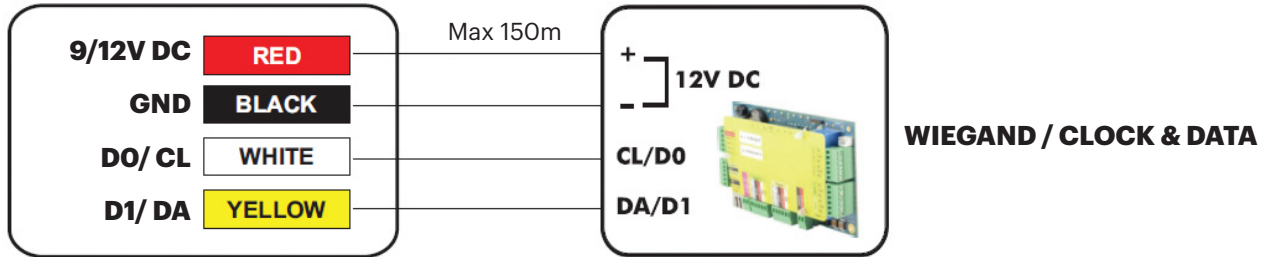 Max 150m
9/12V DC RED +
12V DC
GND BLACK -
WIEGAND / CLOCK & DATA
D0/ CL WHITE CL/D0
D1/ DA YELLOW DA/D1